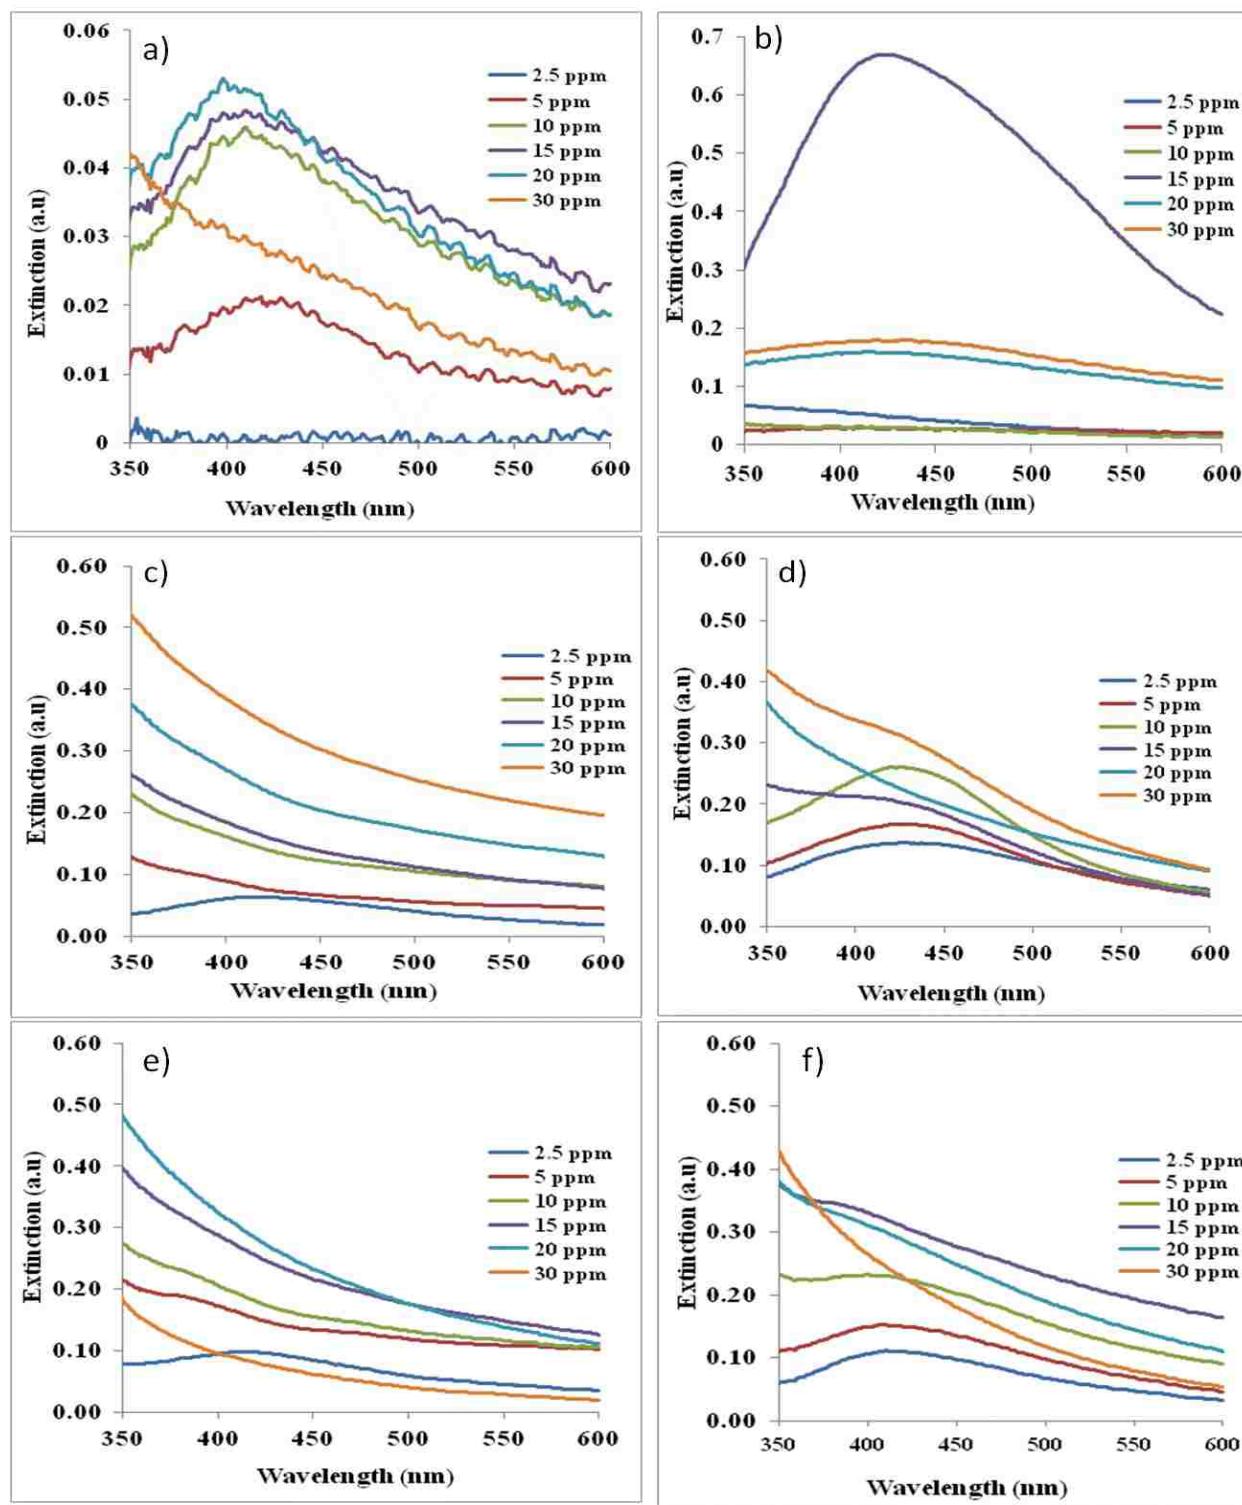 a)
0.06
0.05
0.04
0.03
0.02
0.01
0
350 400 450 500 550 600
Extinction (a.u)
Wavelength (nm)
2.5 ppm
5 ppm
10 ppm
15 ppm
20 ppm
30 ppm
b)
0.7
0.6
0.5
0.4
0.3
0.2
0.1
0
350 400 450 500 550 600
Extinction (a.u)
Wavelength (nm)
2.5 ppm
5 ppm
10 ppm
15 ppm
20 ppm
30 ppm
c)
0.60
0.50
0.40
0.30
0.20
0.10
0.00
350 400 450 500 550 600
Extinction (a.u)
Wavelength (nm)
2.5 ppm
5 ppm
10 ppm
15 ppm
20 ppm
30 ppm
d)
0.60
0.50
0.40
0.30
0.20
0.10
0.00
350 400 450 500 550 600
Extinction (a.u)
Wavelength (nm)
2.5 ppm
5 ppm
10 ppm
15 ppm
20 ppm
30 ppm
e)
0.60
0.50
0.40
0.30
0.20
0.10
0.00
350 400 450 500 550 600
Extinction (a.u)
Wavelength (nm)
2.5 ppm
5 ppm
10 ppm
15 ppm
20 ppm
30 ppm
f)
0.60
0.50
0.40
0.30
0.20
0.10
0.00
350 400 450 500 550 600
Extinction (a.u)
Wavelength (nm)
2.5 ppm
5 ppm
10 ppm
15 ppm
20 ppm
30 ppm